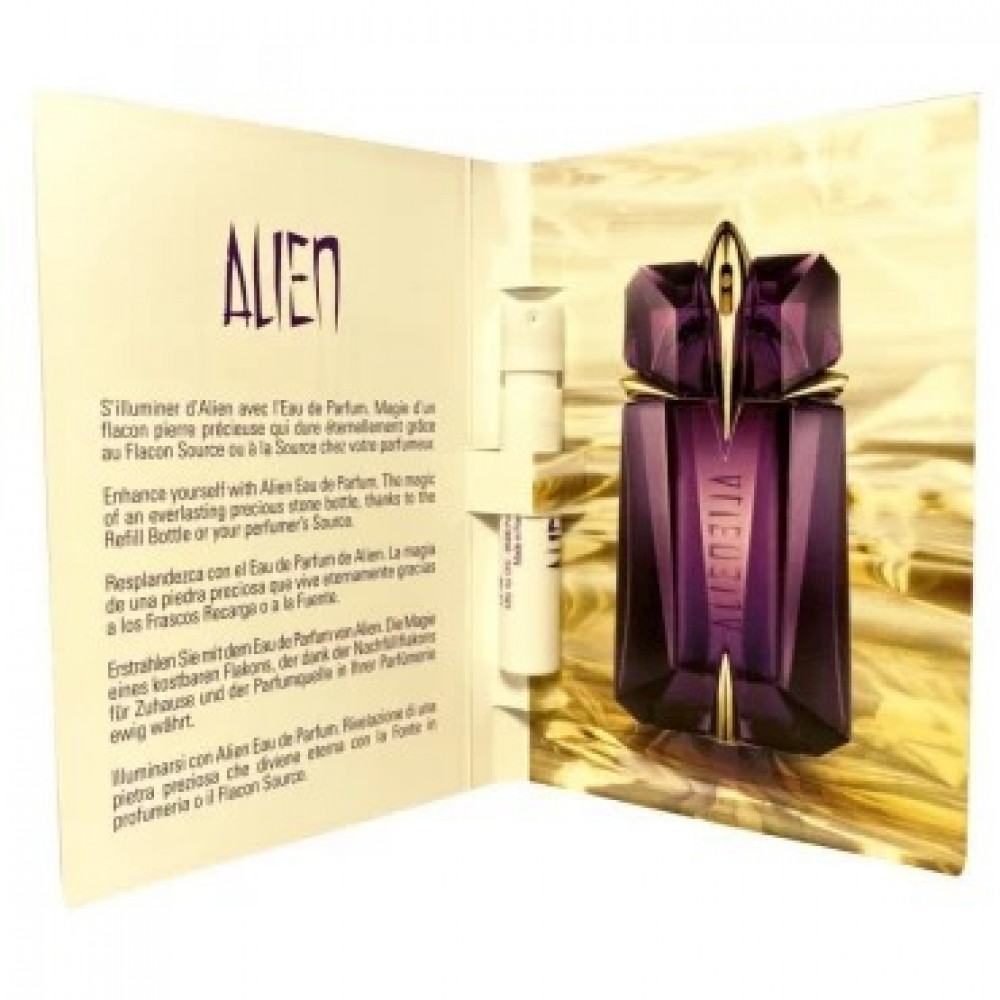 ALIEN
S'illuminer d'Alien avec l'Eau de Parfum. Magie d'un
flacon pierre précieuse qui dure éternellement grâce
au Flacon Source ou à la Source chez votre parfumeur.
Enhance yourself with Alien Eau de Parfum. The magic
of an everlasting precious stone bottle, thanks to the
Refill Bottle or your perfumer's Source.
Resplandezca con el Eau de Parfum de Alien. La magia
de una piedra preciosa que vive eternamente gracias
a los Frascos Recarga o a la Fuente.
Erstrahlen Sie mit dem Eau de Parfum von Alien. Die Magie
eines kostbaren Flakons, der dank der Nachfüllflakons
für Zuhause und der Parfumquelle in Ihrer Parfümerie
ewig währt.
Illuminarsi con Alien Eau de Parfum. Rivelazione di una
pietra preziosa che diviene eterna con la Fonte in
profumeria o il Flacon Source.
ALIEN